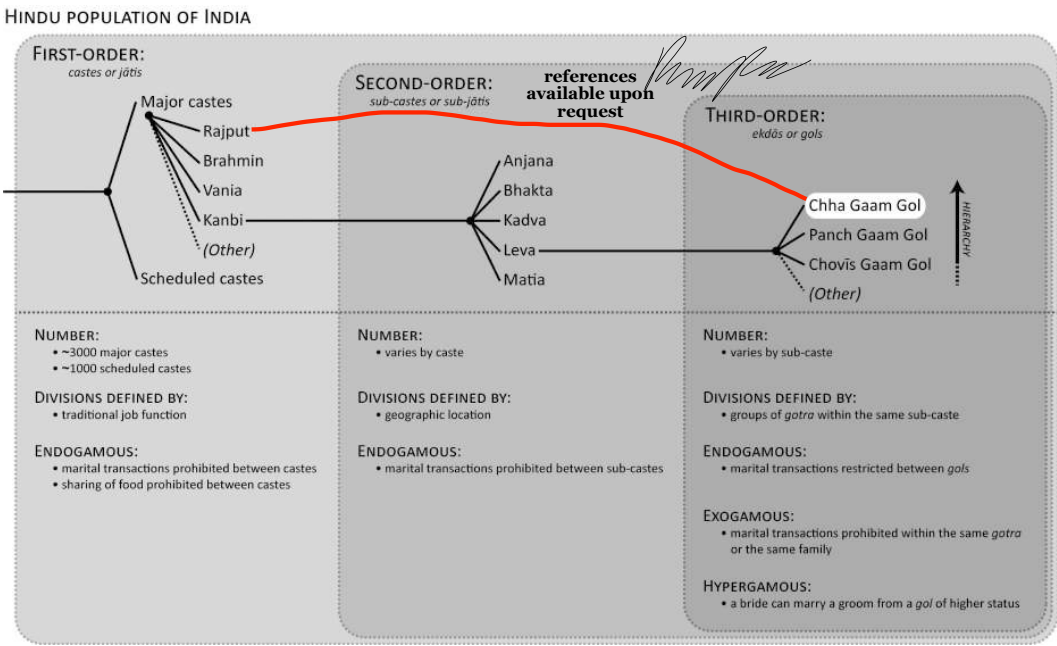 HINDU POPULATION OF INDIA
FIRST-ORDER:
castes or jātis
Major castes
Rajput
Brahmin
Vania
Kanbi
(Other)
Scheduled castes
SECOND-ORDER:
sub-castes or sub-jātis
references
available upon
request
Anjana
Bhakta
Kadva
Leva
Matia
THIRD-ORDER:
ekdās or gols
Chha Gaam Gol
Panch Gaam Gol
Chovīs Gaam Gol
(Other)
HIERARCHY
NUMBER:
• ~3000 major castes
• ~1000 scheduled castes
DIVISIONS DEFINED BY:
• traditional job function
ENDOGAMOUS:
• marital transactions prohibited between castes
• sharing of food prohibited between castes
NUMBER:
• varies by caste
DIVISIONS DEFINED BY:
• geographic location
ENDOGAMOUS:
• marital transactions prohibited between sub-castes
NUMBER:
• varies by sub-caste
DIVISIONS DEFINED BY:
• groups of gotra within the same sub-caste
ENDOGAMOUS:
• marital transactions restricted between gols
EXOGAMOUS:
• marital transactions prohibited within the same gotra
or the same family
HYPERGAMOUS:
• a bride can marry a groom from a gol of higher status